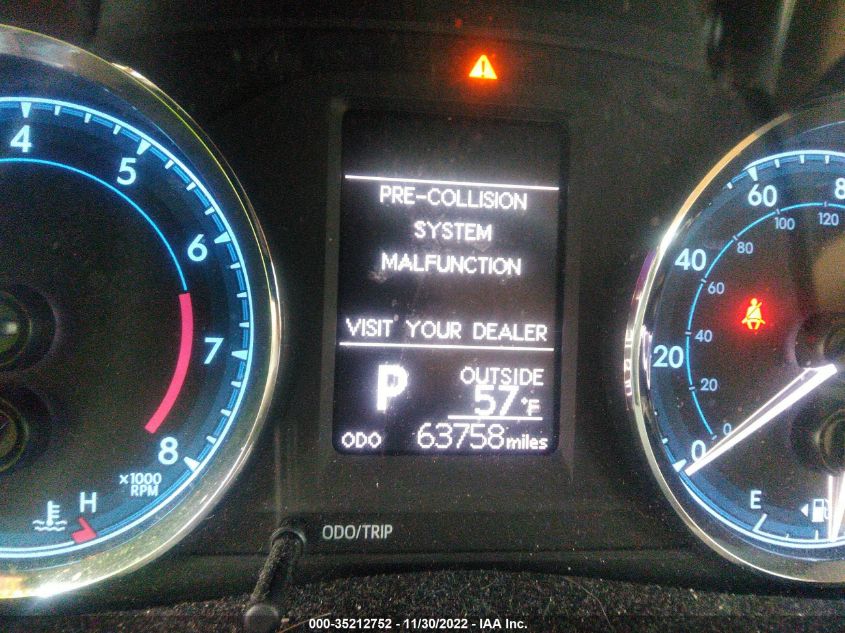 4
5
6
7
8
x1000
RPM
H
PRE-COLLISION
SYSTEM
MALFUNCTION
VISIT YOUR DEALER
P
OUTSIDE
57°F
ODO 63758 miles
ODO/TRIP
0
20
40
60
8
0
20
40
60
80
100
120
E
000-35212752 - 11/30/2022 - IAA Inc.